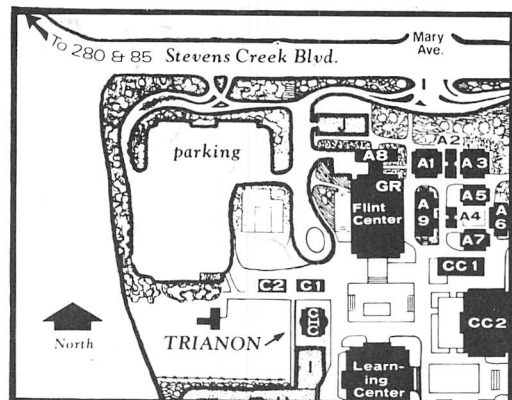 To 280 & 85
Stevens Creek Blvd.
Mary
Ave.
parking
J
A2
A8
A1
A3
GR
Flint
Center
A
9
A5
A4
A
6
A7
CC1
C2
C1
CC2
North
TRIANON
I
Learn-
ing
Center